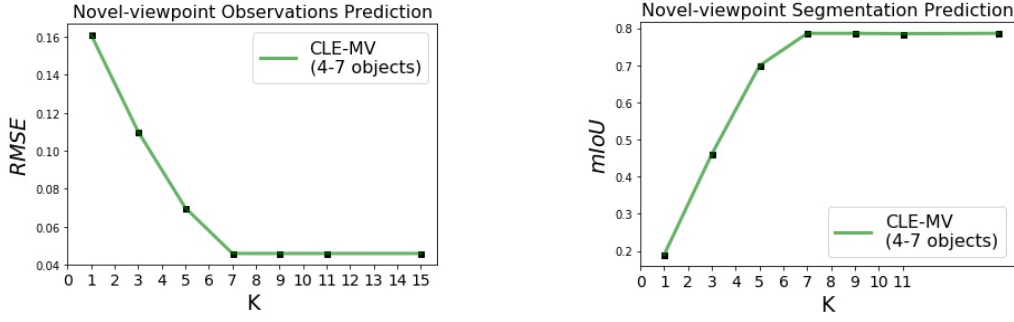 Novel-viewpoint Observations Prediction
0.16
0.14
0.12
0.10
0.08
0.06
0.04
RMSE
CLE-MV
(4-7 objects)
0 1 2 3 4 5 6 7 8 9 10 11 12 13 14 15
K
Novel-viewpoint Segmentation Prediction
0.8
0.7
0.6
0.5
0.4
0.3
0.2
mIoU
CLE-MV
(4-7 objects)
0 1 2 3 4 5 6 7 8 9 10 11
K